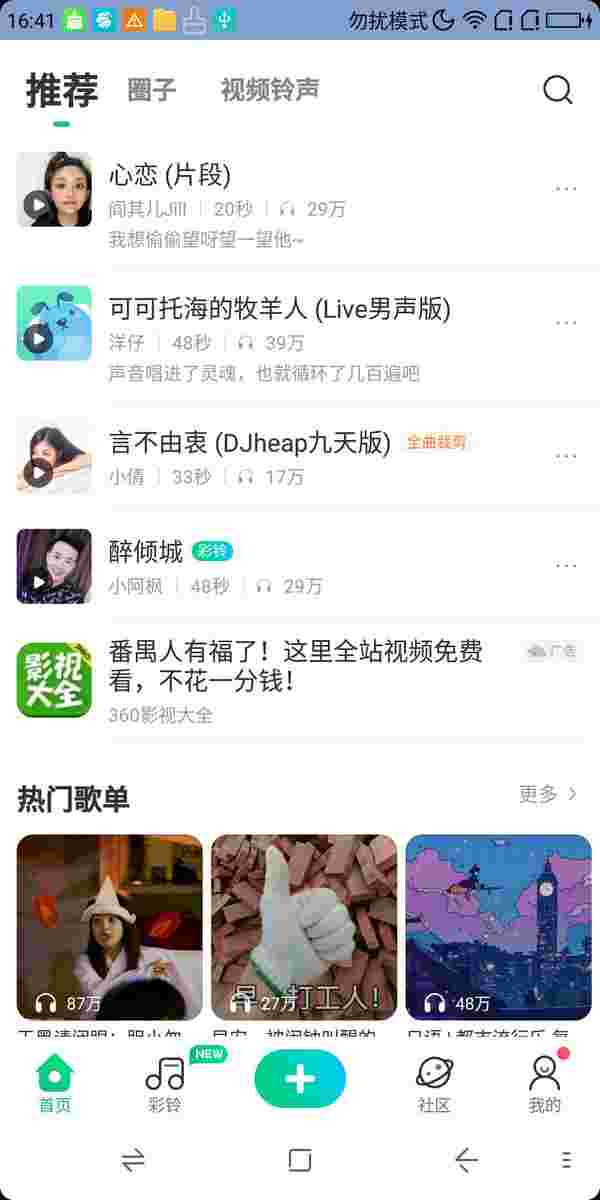 16:41
勿扰模式
推荐 圈子 视频铃声
心恋 (片段)
阎其儿Jill | 20秒 | 29万
我想偷偷望呀望一望他~
可可托海的牧羊人 (Live男声版)
洋仔 | 48秒 | 39万
声音唱进了灵魂，也就循环了几百遍吧
言不由衷 (DJheap九天版) 全曲裁剪
小倩 | 33秒 | 17万
醉倾城 彩铃
小阿枫 | 48秒 | 29万
影视
大全
番禺人有福了！这里全站视频免费
看，不花一分钱！
广告
360影视大全
热门歌单
更多
87万
早，打工人！
27万
48万
NEW
首页 彩铃 社区 我的